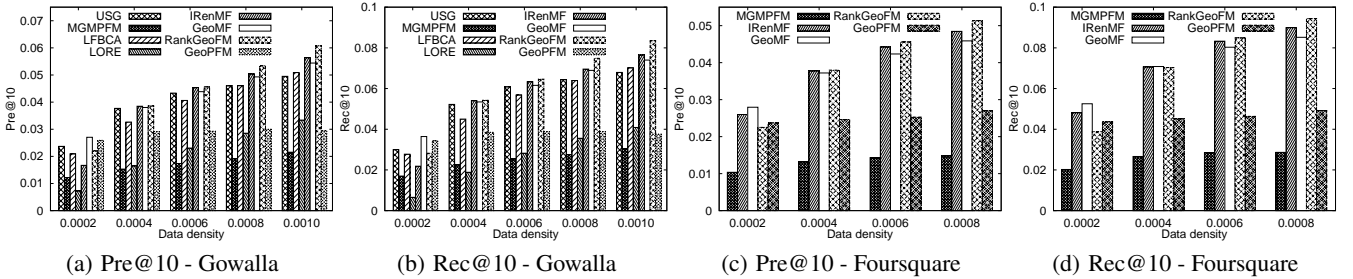 USG
MGMPFM
LFBCA
LORE
IRenMF
GeoMF
RankGeoFM
GeoPFM
Pre@10
0.07
0.06
0.05
0.04
0.03
0.02
0.01
0
0.0002 0.0004 0.0006 0.0008 0.0010
Data density
(a) Pre@10 - Gowalla
USG
MGMPFM
LFBCA
LORE
IRenMF
GeoMF
RankGeoFM
GeoPFM
Rec@10
0.1
0.08
0.06
0.04
0.02
0
0.0002 0.0004 0.0006 0.0008 0.0010
Data density
(b) Rec@10 - Gowalla
MGMPFM
IRenMF
GeoMF
RankGeoFM
GeoPFM
Pre@10
0.05
0.04
0.03
0.02
0.01
0
0.0002 0.0004 0.0006 0.0008
Data density
(c) Pre@10 - Foursquare
MGMPFM
IRenMF
GeoMF
RankGeoFM
GeoPFM
Rec@10
0.1
0.08
0.06
0.04
0.02
0
0.0002 0.0004 0.0006 0.0008
Data density
(d) Rec@10 - Foursquare